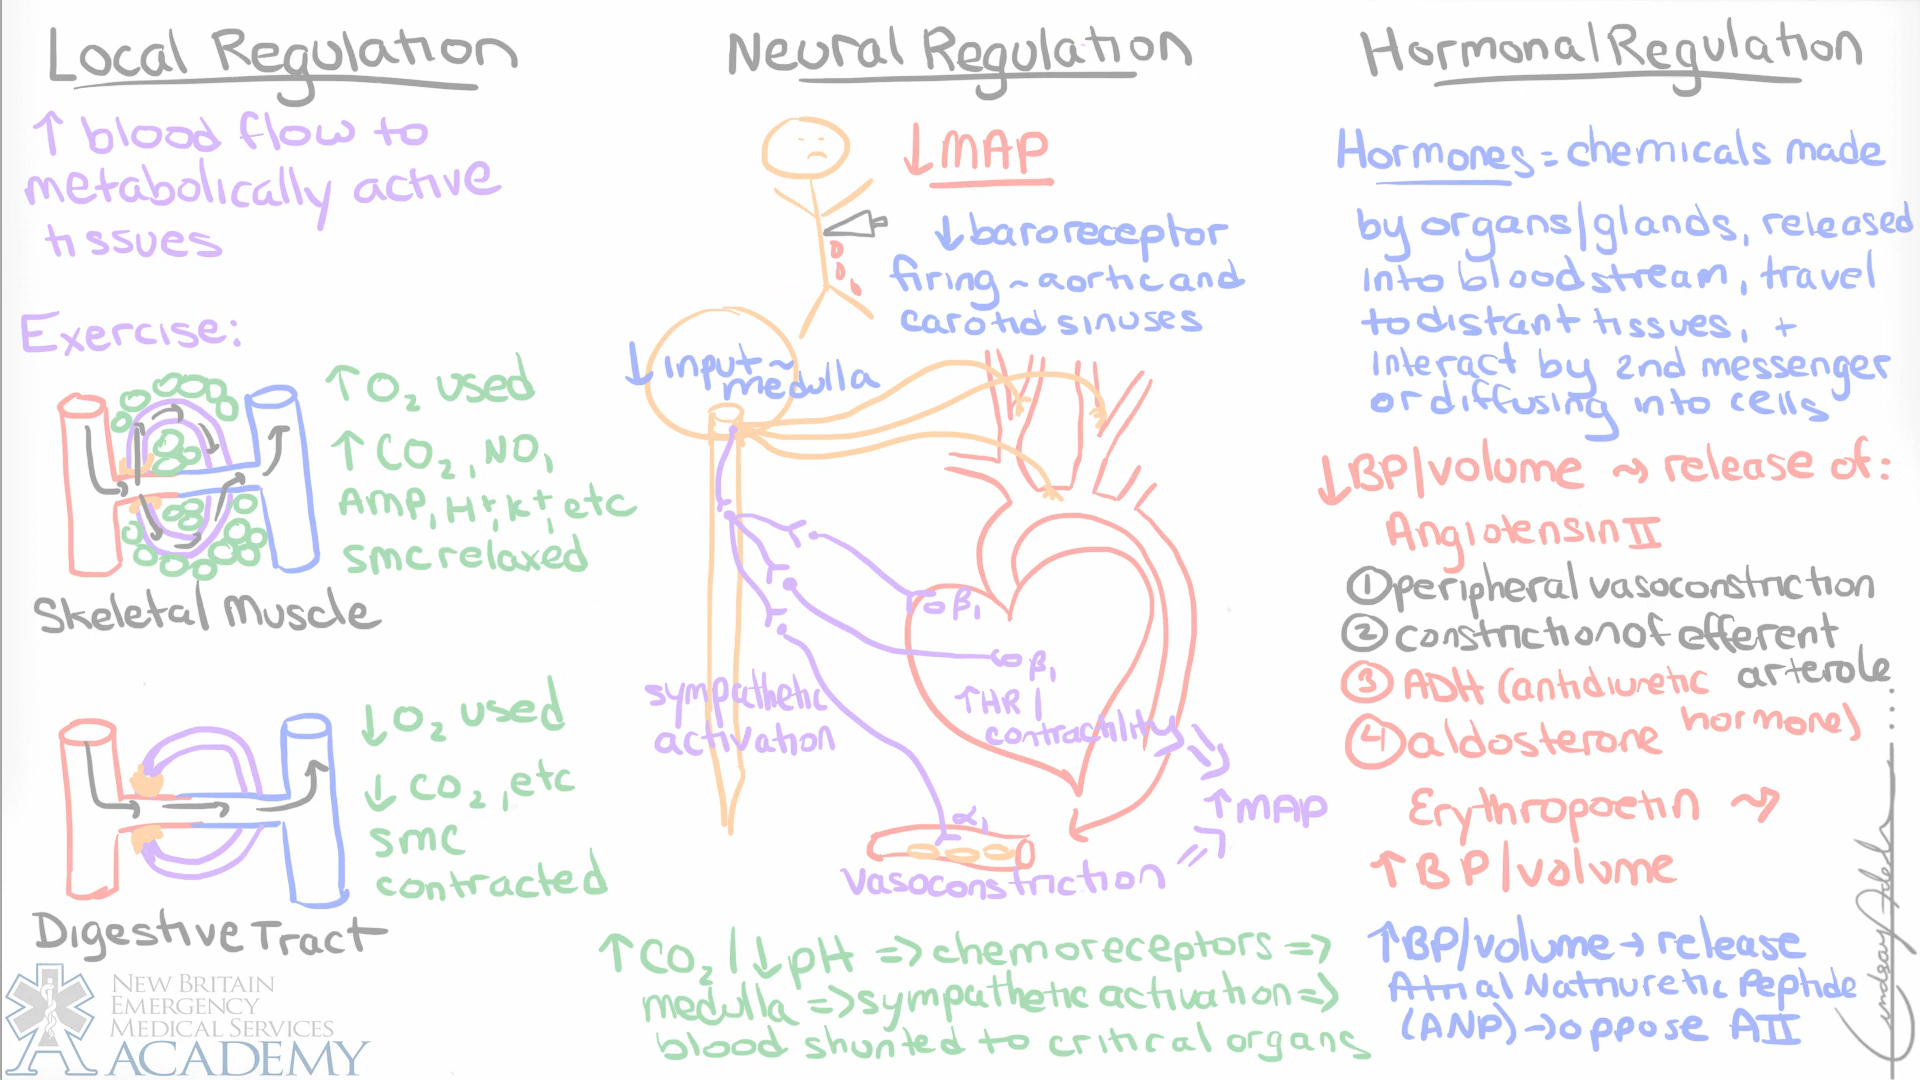 Local Regulation
↑ blood flow to
metabolically active
tissues
Exercise:
↑O₂ used
↑CO₂, NO,
AMP, H+, K+, etc
smc relaxed
Skeletal Muscle
↓O₂ used
↓CO₂, etc
smc
contracted
Digestive Tract
NEW BRITAIN
EMERGENCY
MEDICAL SERVICES
ACADEMY
Neural Regulation
↓MAP
↓baroreceptor
firing ~ aortic and
carotid sinuses
↓input ~
medulla
β₁
β₁
↑HR/
contractility
sympathetic
activation
↑MAP
α₁
vasoconstriction
↑CO₂/↓pH => chemoreceptors =>
medulla => sympathetic activation =>
blood shunted to critical organs
Hormonal Regulation
Hormones = chemicals made
by organs/glands, released
into bloodstream, travel
to distant tissues, +
interact by 2nd messenger
or diffusing into cells
↓BP/volume ~> release of:
Angiotensin II
① peripheral vasoconstriction
② constriction of efferent
arterole...
③ ADH (antidiuretic
hormone)
④ aldosterone
Erythropoetin ~>
↑BP/volume
↑BP/volume → release
Atrial Natriuretic Peptide
(ANP) → oppose AII